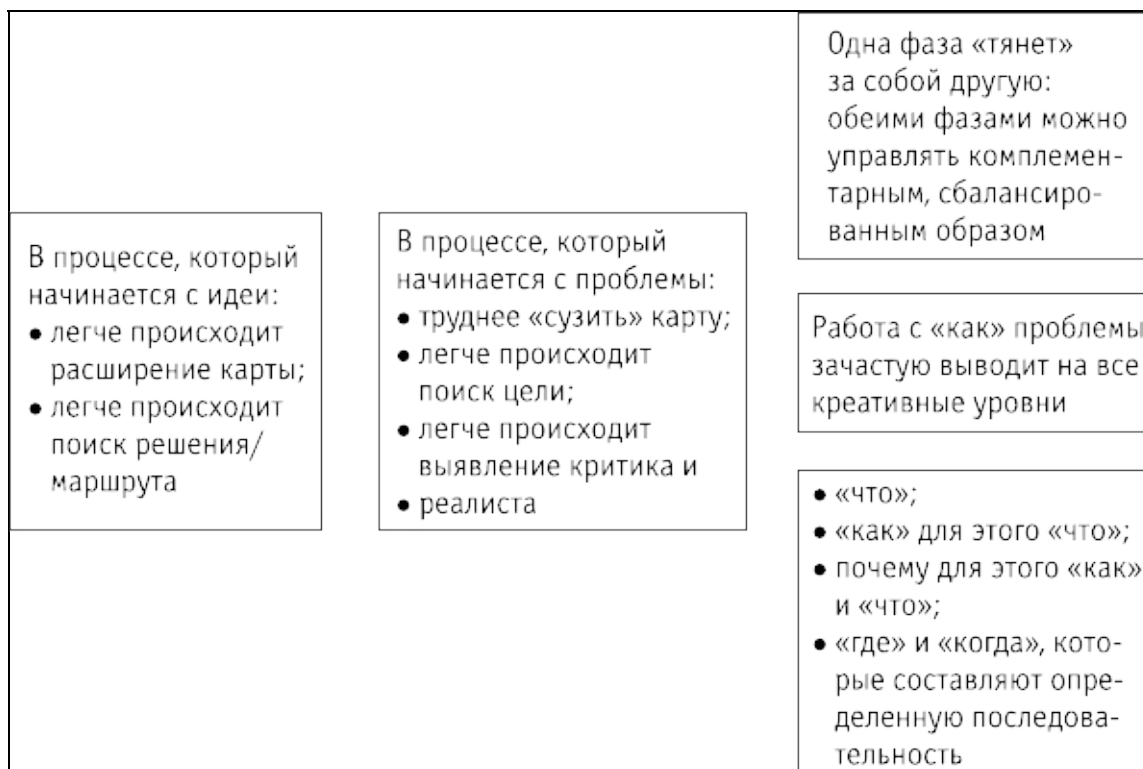 В процессе, который
начинается с идеи:
• легче происходит
расширение карты;
• легче происходит
поиск решения/
маршрута
В процессе, который
начинается с проблемы:
• труднее «сузить» карту;
• легче происходит
поиск цели;
• легче происходит
выявление критика и
• реалиста
Одна фаза «тянет»
за собой другую:
обеими фазами можно
управлять комплемен-
тарным, сбалансиро-
ванным образом
Работа с «как» проблемы
зачастую выводит на все
креативные уровни
• «что»;
• «как» для этого «что»;
• почему для этого «как»
и «что»;
• «где» и «когда», кото-
рые составляют опре-
деленную последова-
тельность